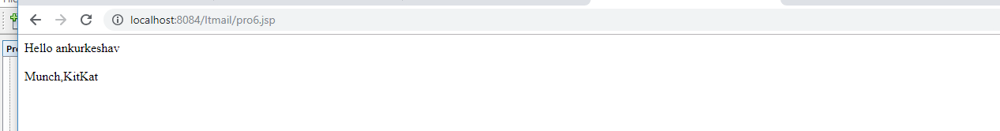 localhost:8084/ltmail/pro6.jsp
Hello ankurkeshav
Munch,KitKat